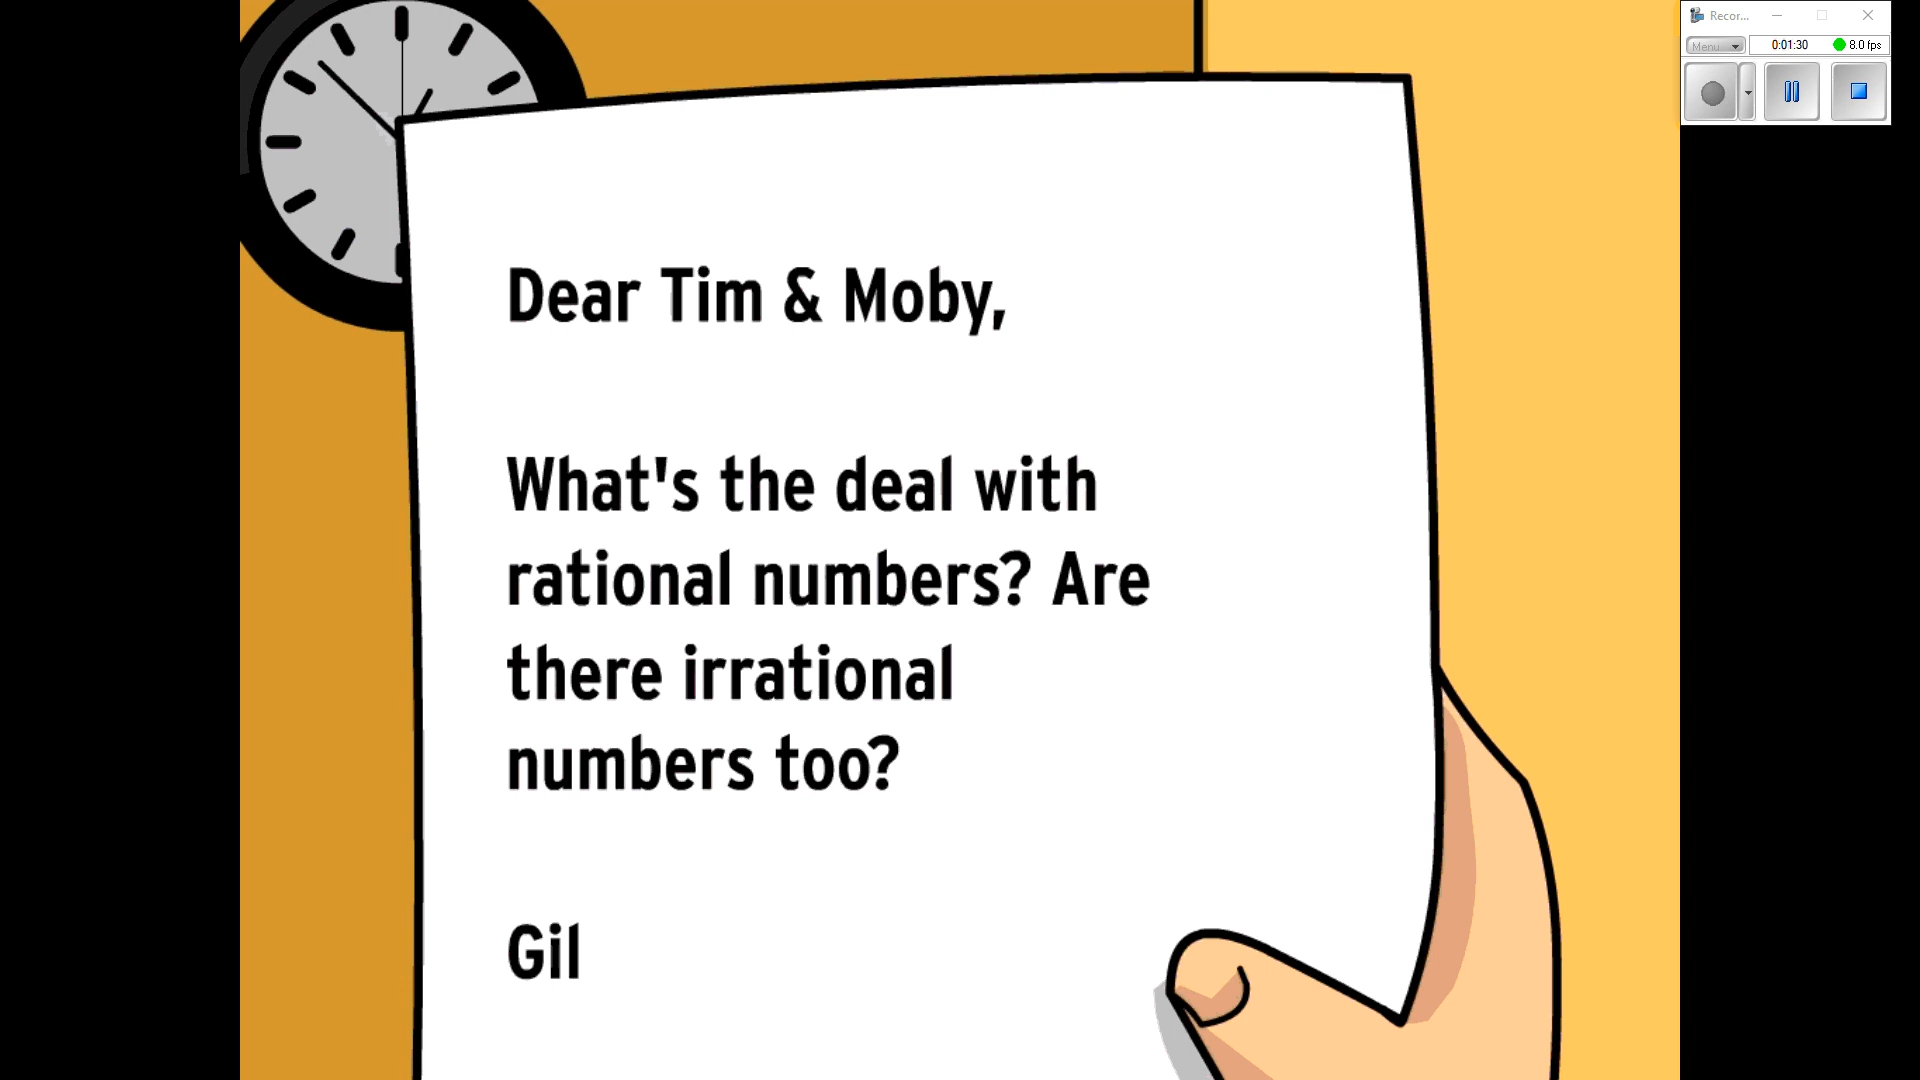 Dear Tim & Moby,
What's the deal with
rational numbers? Are
there irrational
numbers too?
Gil
Recor...
Menu
0:01:30
8.0 fps